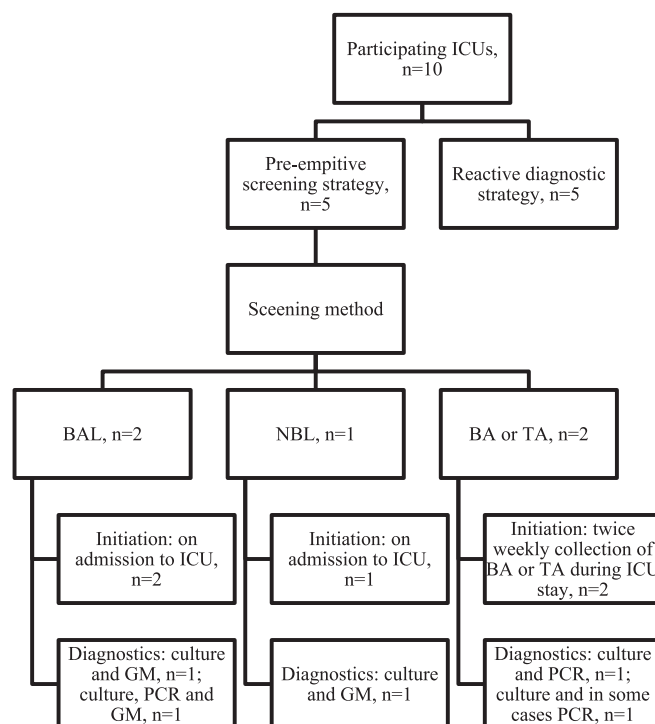 Participating ICUs,
n=10
Pre-empitive
screening strategy,
n=5
Reactive diagnostic
strategy, n=5
Sceening method
BAL, n=2
NBL, n=1
BA or TA, n=2
Initiation: on
admission to ICU,
n=2
Initiation: on
admission to ICU,
n=1
Initiation: twice
weekly collection of
BA or TA during ICU
stay, n=2
Diagnostics: culture
and GM, n=1;
culture, PCR and
GM, n=1
Diagnostics: culture
and GM, n=1
Diagnostics: culture
and PCR, n=1;
culture and in some
cases PCR, n=1